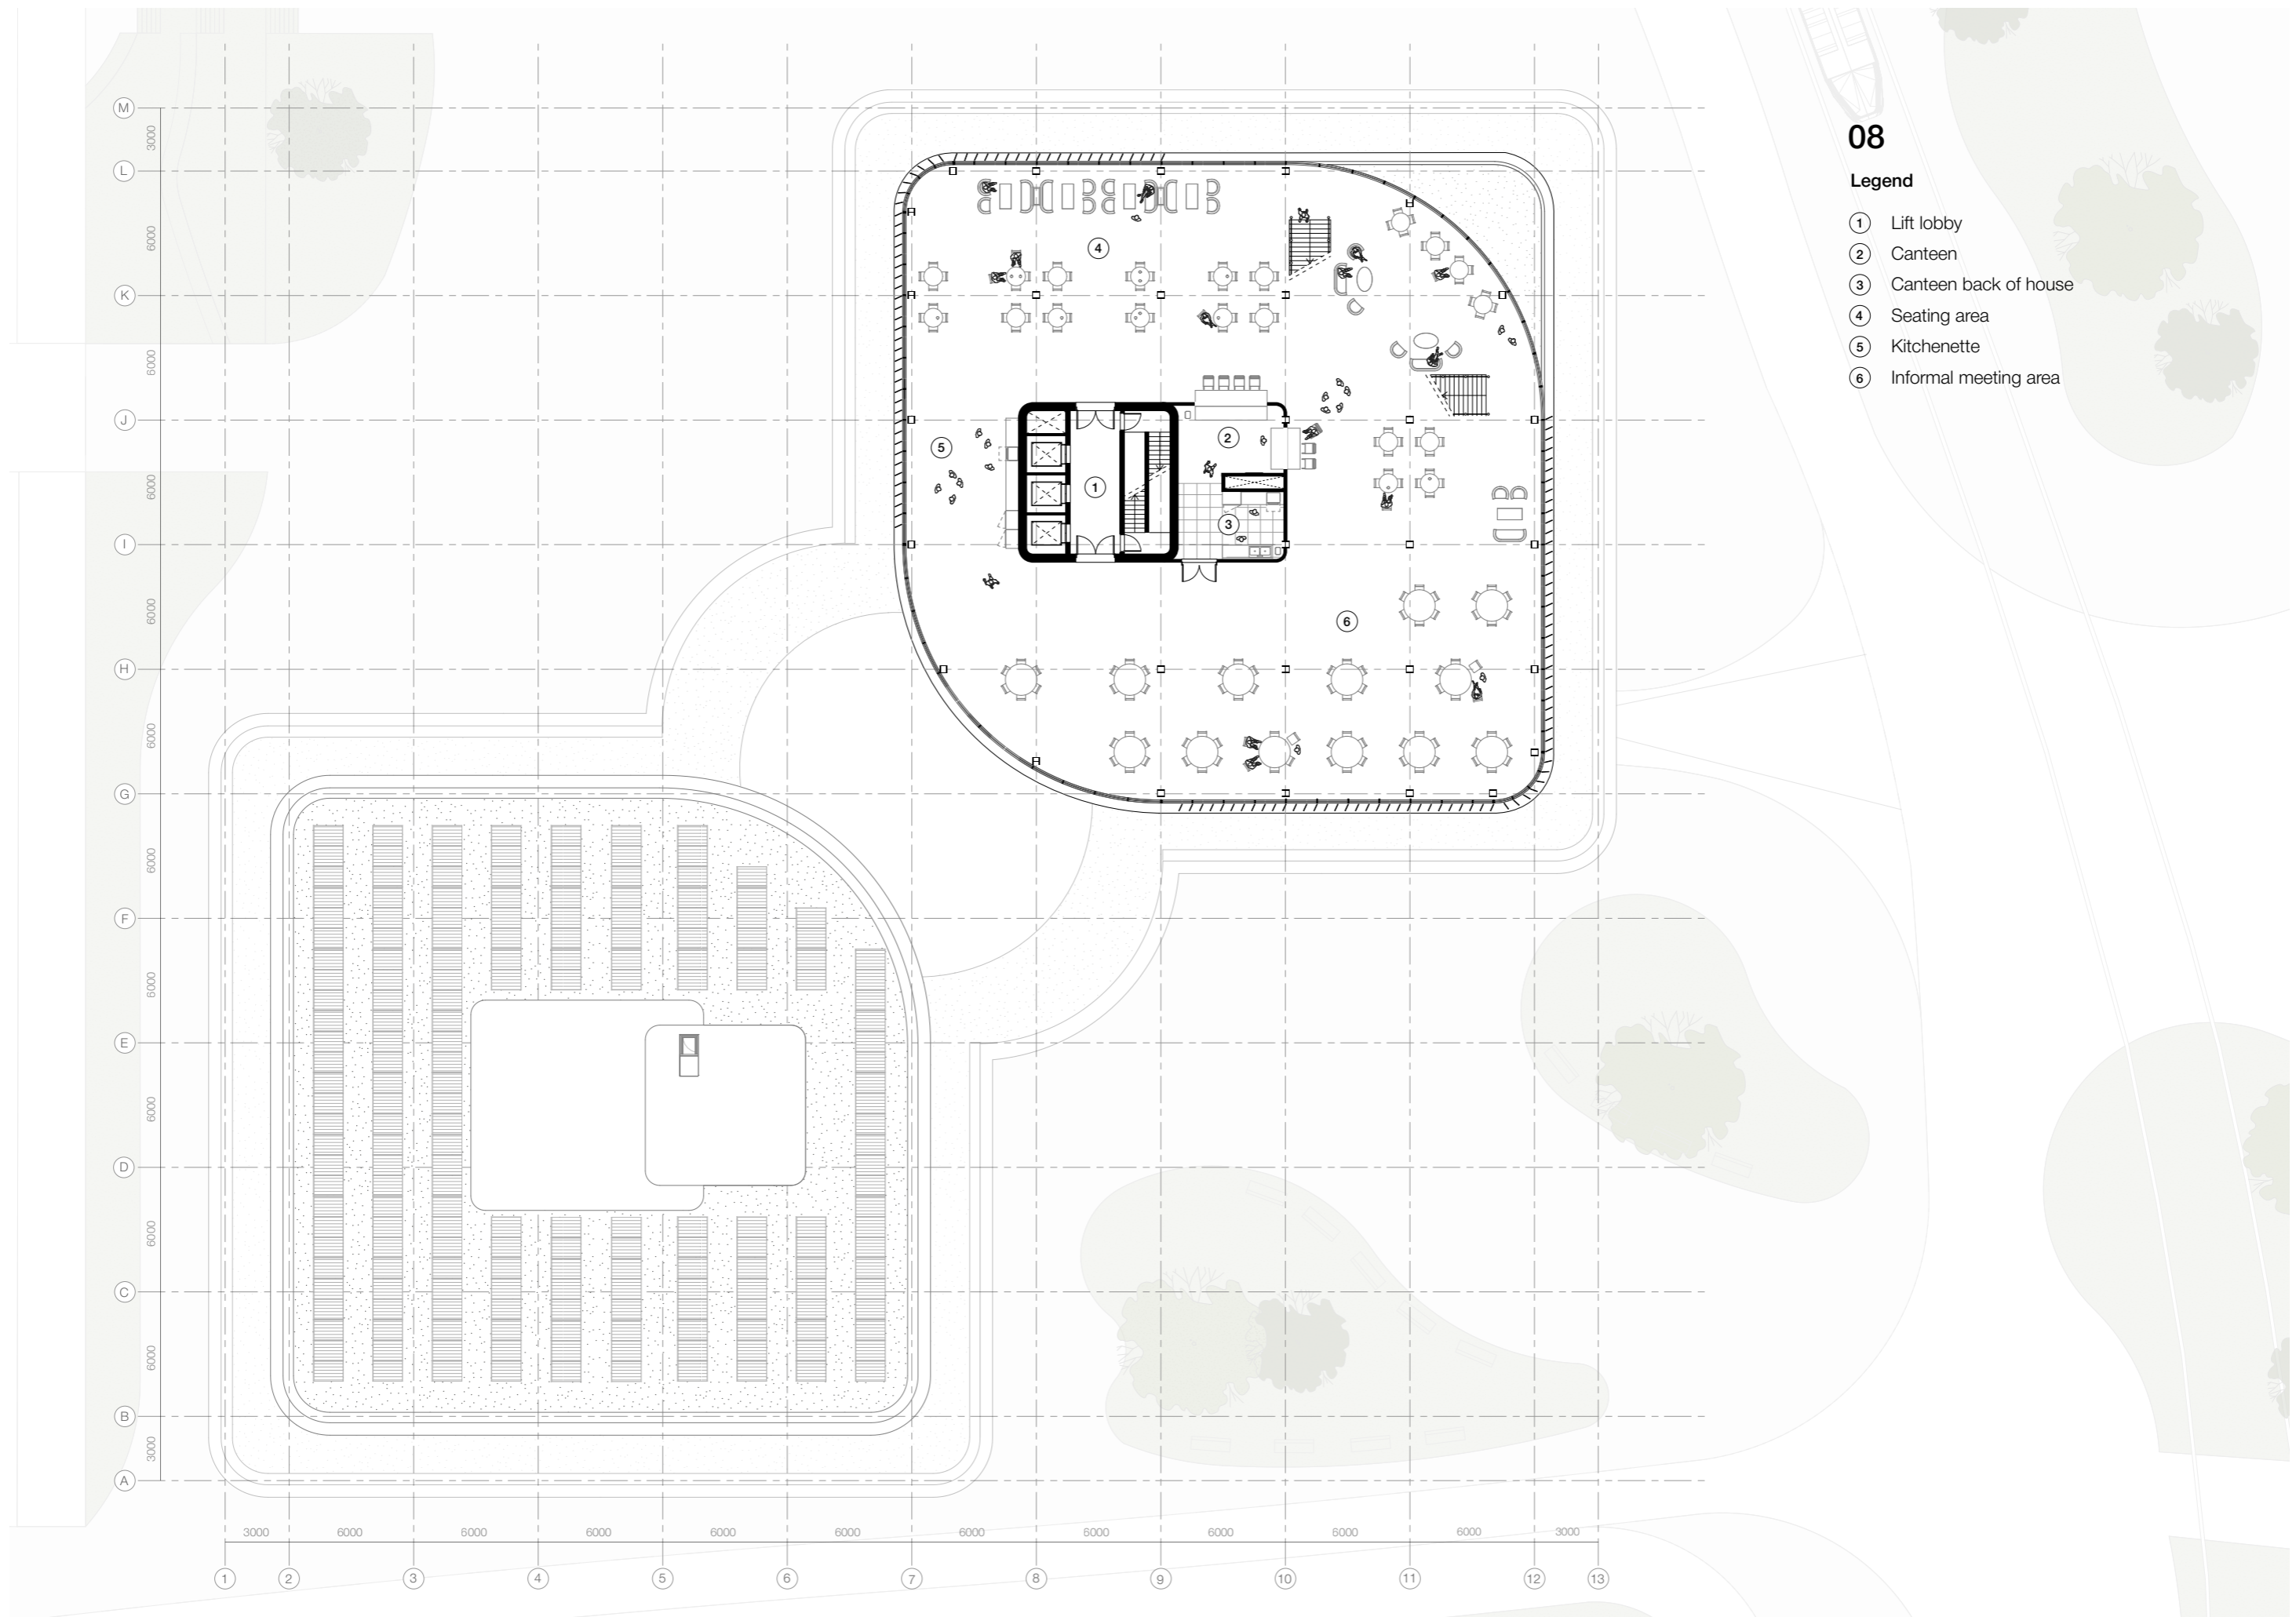 08
Legend
1 Lift lobby
2 Canteen
3 Canteen back of house
4 Seating area
5 Kitchenette
6 Informal meeting area
M
3000
L
6000
K
6000
J
6000
I
6000
H
6000
G
6000
F
6000
E
6000
D
6000
C
6000
B
3000
A
4
5
2
1
3
6
3000 6000 6000 6000 6000 6000 6000 6000 6000 6000 6000 3000
1 2 3 4 5 6 7 8 9 10 11 12 13